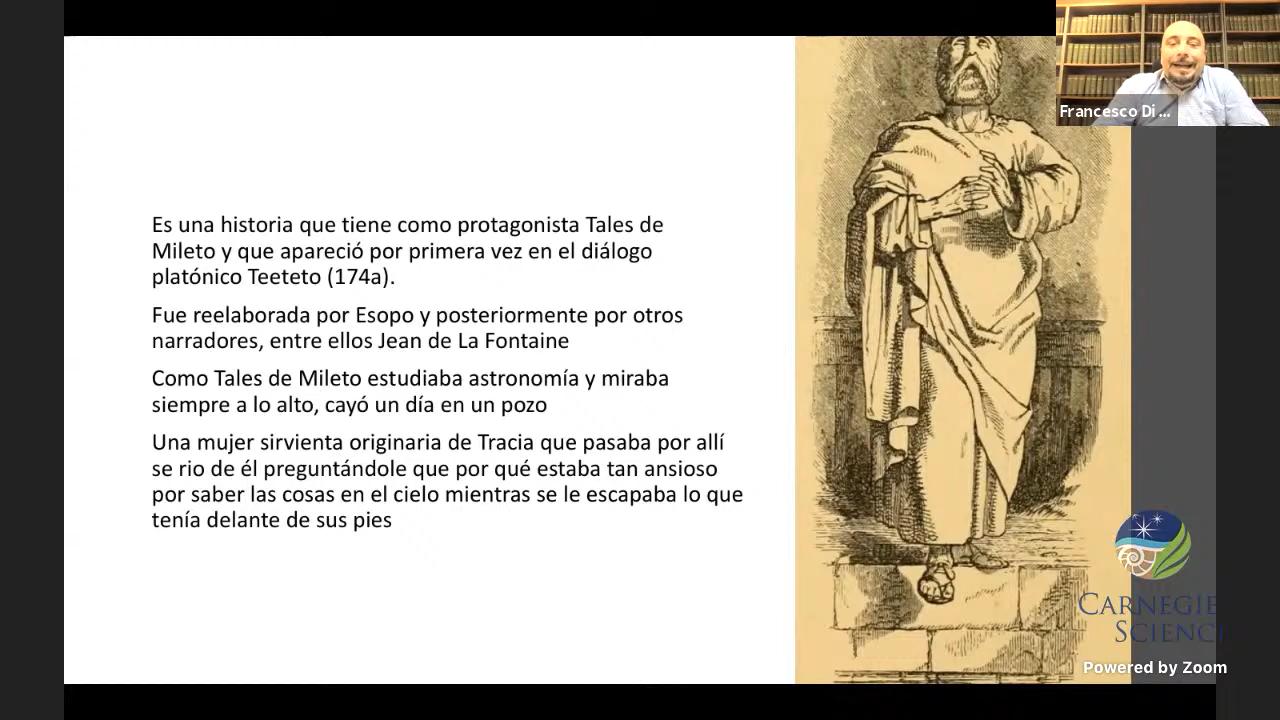 Francesco Di ...
Es una historia que tiene como protagonista Tales de
Mileto y que apareció por primera vez en el diálogo
platónico Teeteto (174a).
Fue reelaborada por Esopo y posteriormente por otros
narradores, entre ellos Jean de La Fontaine
Como Tales de Mileto estudiaba astronomía y miraba
siempre a lo alto, cayó un día en un pozo
Una mujer sirvienta originaria de Tracia que pasaba por allí
se rio de él preguntándole que por qué estaba tan ansioso
por saber las cosas en el cielo mientras se le escapaba lo que
tenía delante de sus pies
CARNEGIE
SCIENC
Powered by Zoom